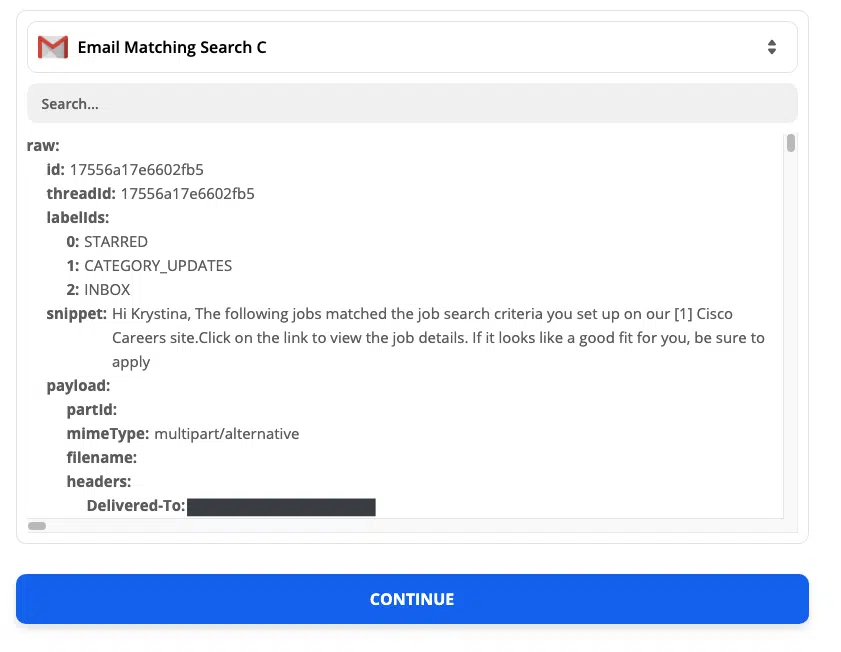 Email Matching Search C
Search...
raw:
id: 17556a17e6602fb5
threadId: 17556a17e6602fb5
labelIds:
0: STARRED
1: CATEGORY_UPDATES
2: INBOX
snippet: Hi Krystina, The following jobs matched the job search criteria you set up on our [1] Cisco
Careers site.Click on the link to view the job details. If it looks like a good fit for you, be sure to
apply
payload:
partId:
mimeType: multipart/alternative
filename:
headers:
Delivered-To:
CONTINUE